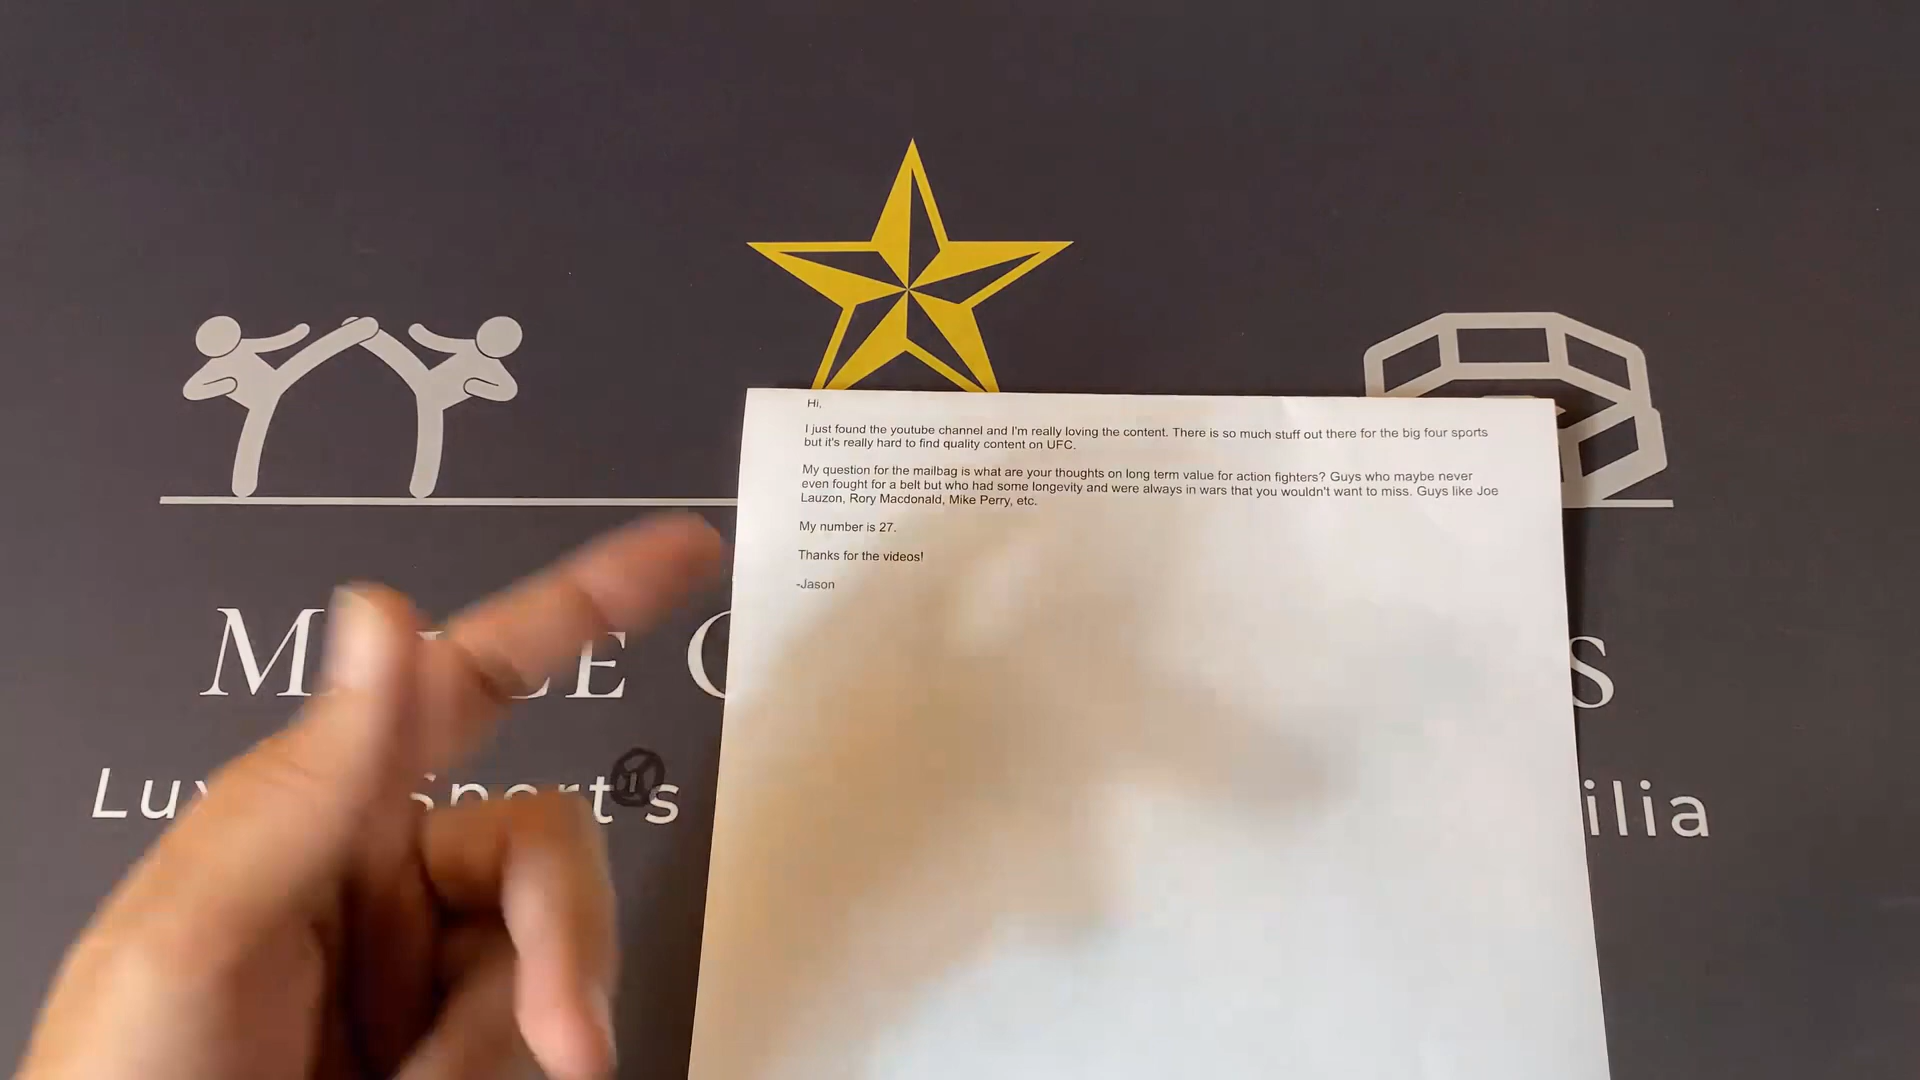 Hi,
I just found the youtube channel and I'm really loving the content. There is so much stuff out there for the big four sports
but it's really hard to find quality content on UFC.
My question for the mailbag is what are your thoughts on long term value for action fighters? Guys who maybe never
even fought for a belt but who had some longevity and were always in wars that you wouldn't want to miss. Guys like Joe
Lauzon, Rory Macdonald, Mike Perry, etc.
My number is 27.
Thanks for the videos!
-Jason